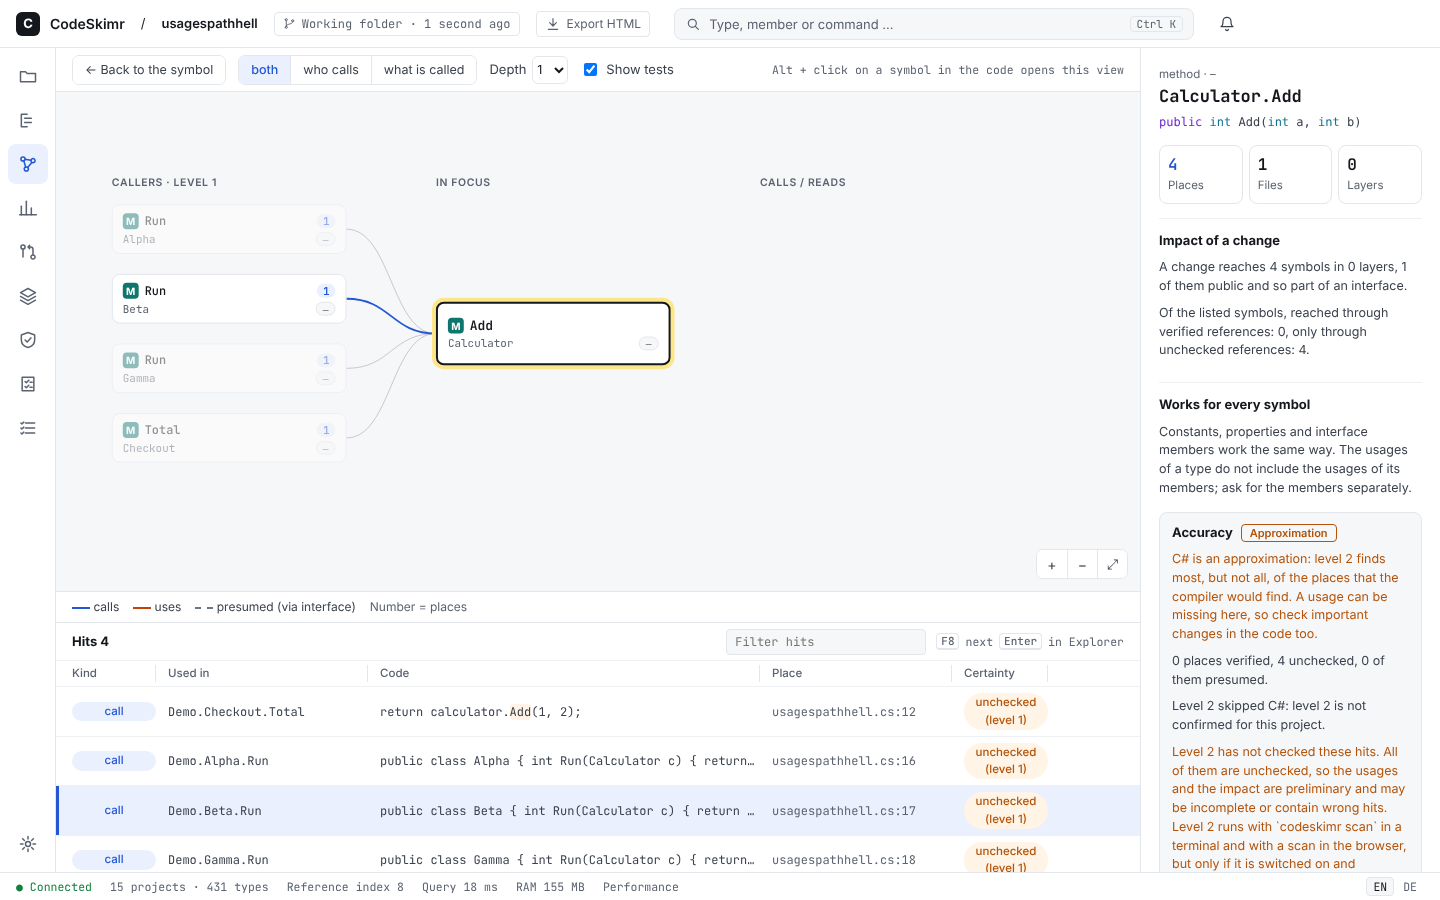 C CodeSkimr / usagespathhell Working folder · 1 second ago Export HTML Type, member or command ... Ctrl K
← Back to the symbol both who calls what is called Depth 1 Show tests Alt + click on a symbol in the code opens this view
CALLERS · LEVEL 1 IN FOCUS CALLS / READS
M Run 1
Alpha –
M Run 1
Beta –
M Run 1
Gamma –
M Total 1
Checkout –
M Add
Calculator –
+ −
calls uses presumed (via interface) Number = places
Hits 4 Filter hits F8 next Enter in Explorer
Kind Used in Code Place Certainty
call Demo.Checkout.Total return calculator.Add(1, 2); usagespathhell.cs:12 unchecked
(level 1)
call Demo.Alpha.Run public class Alpha { int Run(Calculator c) { return… usagespathhell.cs:16 unchecked
(level 1)
call Demo.Beta.Run public class Beta { int Run(Calculator c) { return … usagespathhell.cs:17 unchecked
(level 1)
call Demo.Gamma.Run public class Gamma { int Run(Calculator c) { return… usagespathhell.cs:18 unchecked
(level 1)
method · –
Calculator.Add
public int Add(int a, int b)
4 1 0
Places Files Layers
Impact of a change
A change reaches 4 symbols in 0 layers, 1
of them public and so part of an interface.
Of the listed symbols, reached through
verified references: 0, only through
unchecked references: 4.
Works for every symbol
Constants, properties and interface
members work the same way. The usages
of a type do not include the usages of its
members; ask for the members separately.
Accuracy Approximation
C# is an approximation: level 2 finds
most, but not all, of the places that the
compiler would find. A usage can be
missing here, so check important
changes in the code too.
0 places verified, 4 unchecked, 0 of
them presumed.
Level 2 skipped C#: level 2 is not
confirmed for this project.
Level 2 has not checked these hits. All
of them are unchecked, so the usages
and the impact are preliminary and may
be incomplete or contain wrong hits.
Level 2 runs with `codeskimr scan` in a
terminal and with a scan in the browser,
but only if it is switched on and
Connected 15 projects · 431 types Reference index 8 Query 18 ms RAM 155 MB Performance EN DE